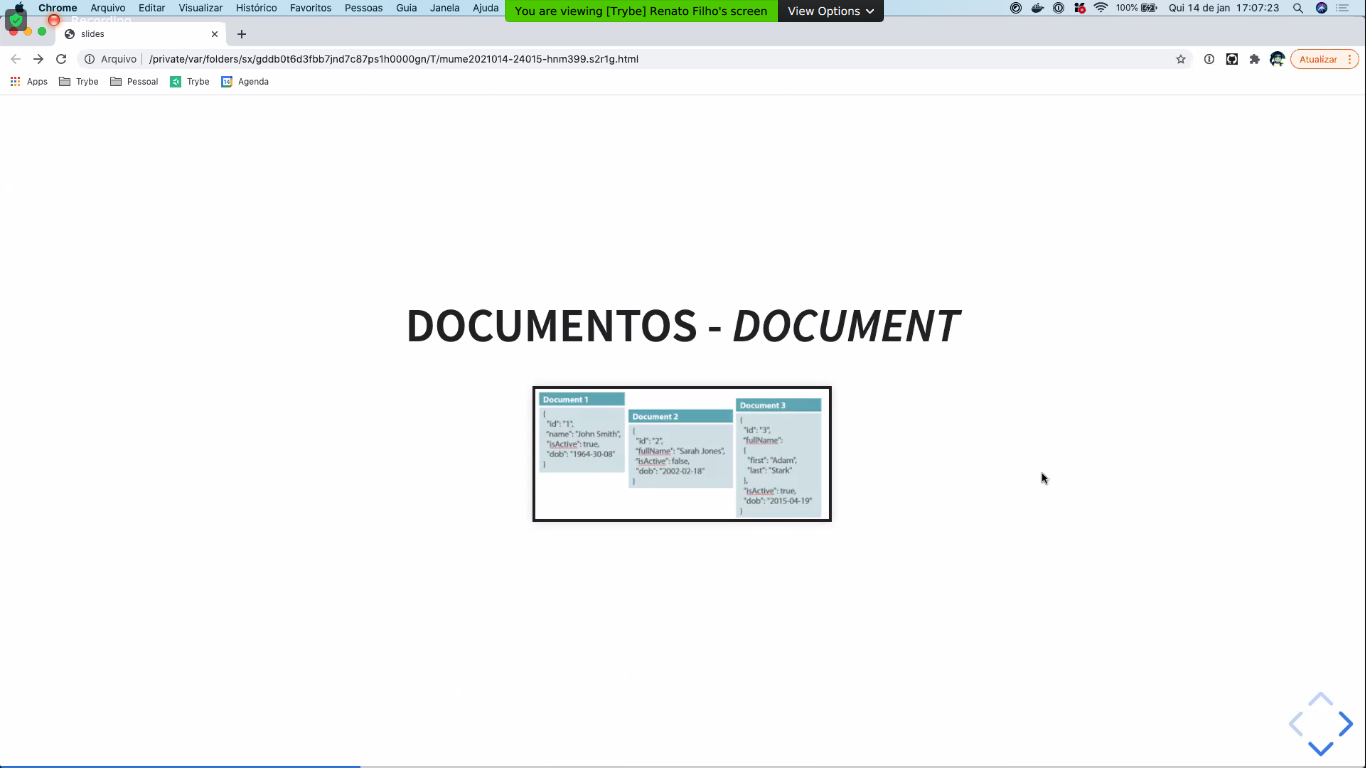 Chrome Arquivo Editar Visualizar Histórico Favoritos Pessoas Guia Janela Ajuda
You are viewing [Trybe] Renato Filho's screen View Options
100% Qui 14 de jan 17:07:23
Recording
slides
Arquivo /private/var/folders/sx/gddb0t6d3fbb7jnd7c87ps1h0000gn/T/mume2021014-24015-hnm399.s2r1g.html
Atualizar
Apps Trybe Pessoal Trybe Agenda
DOCUMENTOS - DOCUMENT
Document 1
{
"id": "1",
"name": "John Smith",
"isActive": true,
"dob": "1964-30-08"
}
Document 2
{
"id": "2",
"fullName": "Sarah Jones",
"isActive": false,
"dob": "2002-02-18"
}
Document 3
{
"id": "3",
"fullName":
{
"first": "Adam",
"last": "Stark"
},
"isActive": true,
"dob": "2015-04-19"
}